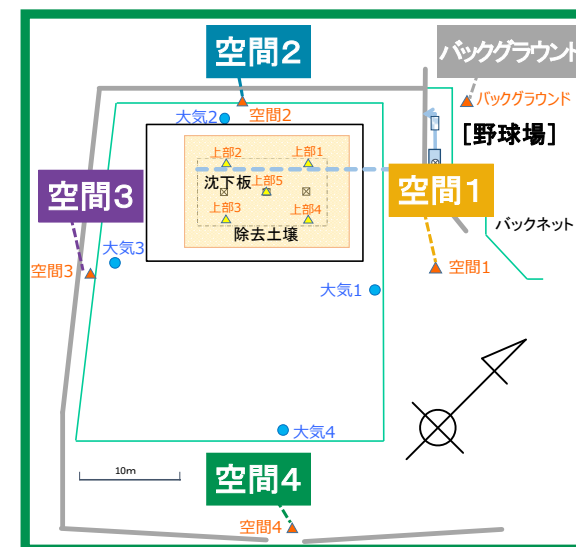 空間2
バックグラウンド
バックグラウンド
大気2
空間2
[野球場]
上部2
上部1
沈下板
上部5
空間1
空間3
上部3
上部4
バックネット
除去土壌
大気3
空間3
空間1
大気1
大気4
10m
空間4
空間4